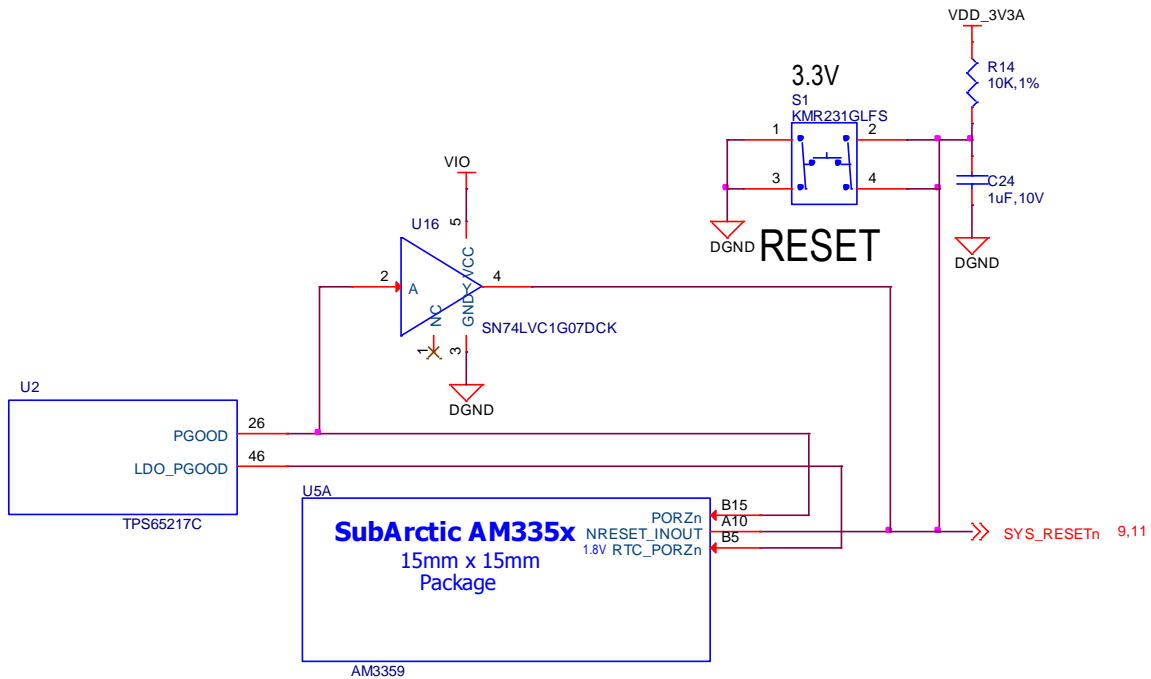 VDD_3V3A
R14
10K,1%
3.3V
S1
KMR231GLFS
1
2
3
4
C24
1uF,10V
DGND
RESET
DGND
VIO
U16
5
VCC
2
A
Y
4
NC
GND
SN74LVC1G07DCK
1
3
DGND
U2
PGOOD
26
LDO_PGOOD
46
TPS65217C
U5A
SubArctic AM335x
15mm x 15mm
Package
PORZn
B15
NRESET_INOUT
A10
1.8V
RTC_PORZn
B5
AM3359
SYS_RESETn
9,11